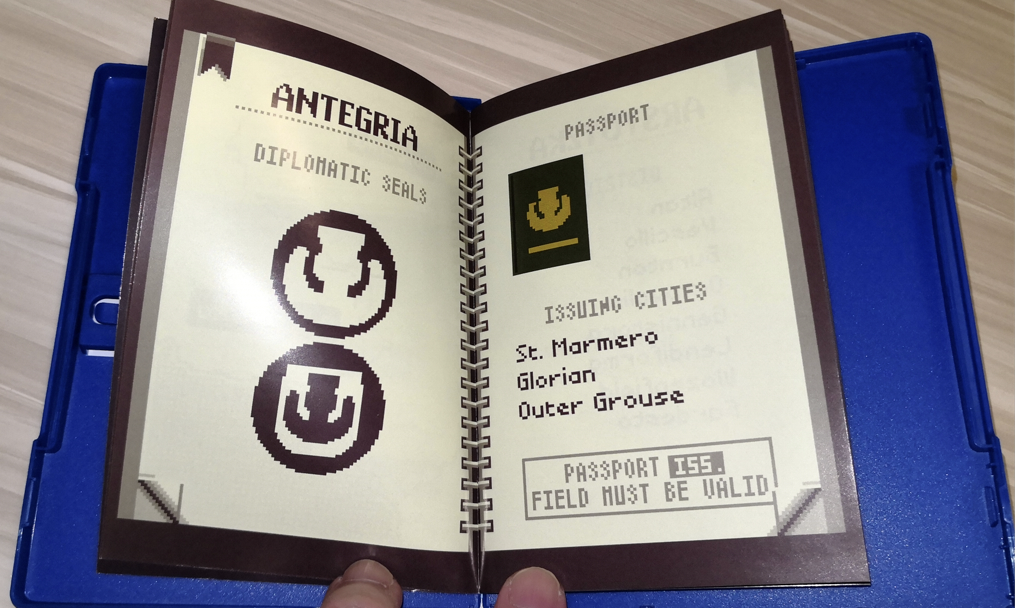 ANTEGRIA
DIPLOMATIC SEALS
PASSPORT
ISSUING CITIES
St. Marmero
Glorian
Outer Grouse
PASSPORT ISS.
FIELD MUST BE VALID